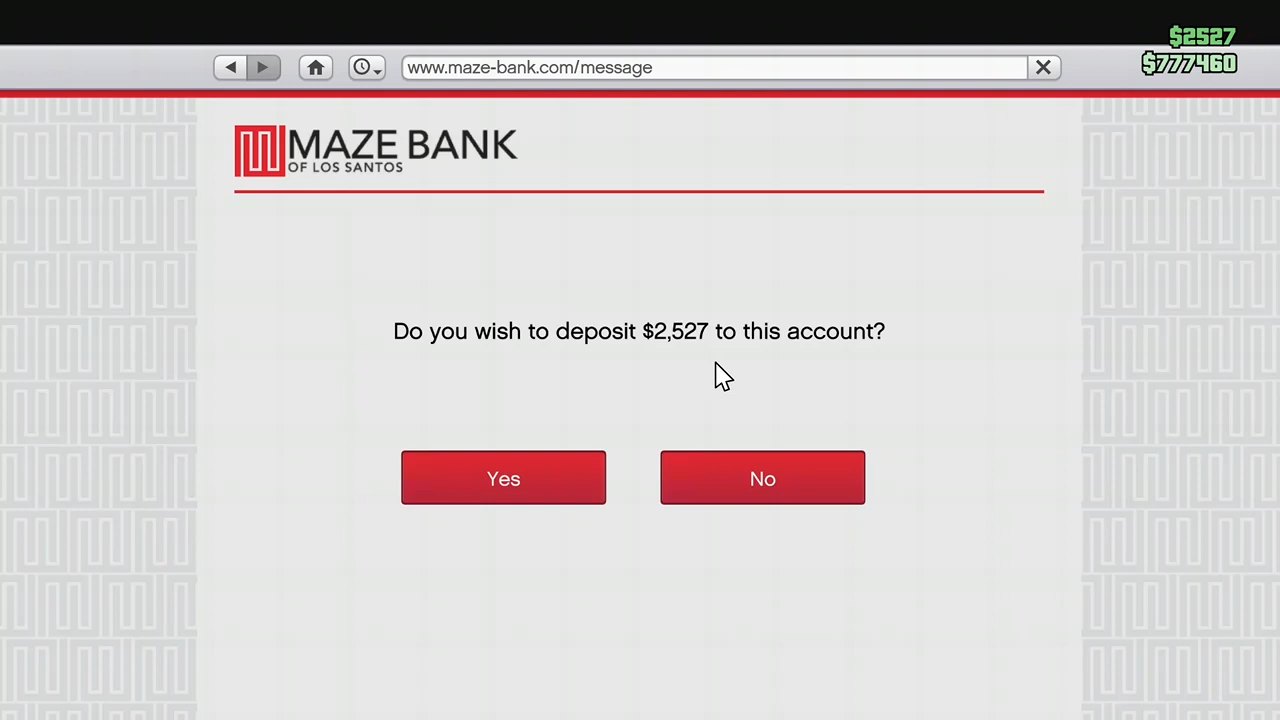 $2527
$777460
www.maze-bank.com/message
MAZE BANK
OF LOS SANTOS
Do you wish to deposit $2,527 to this account?
Yes
No